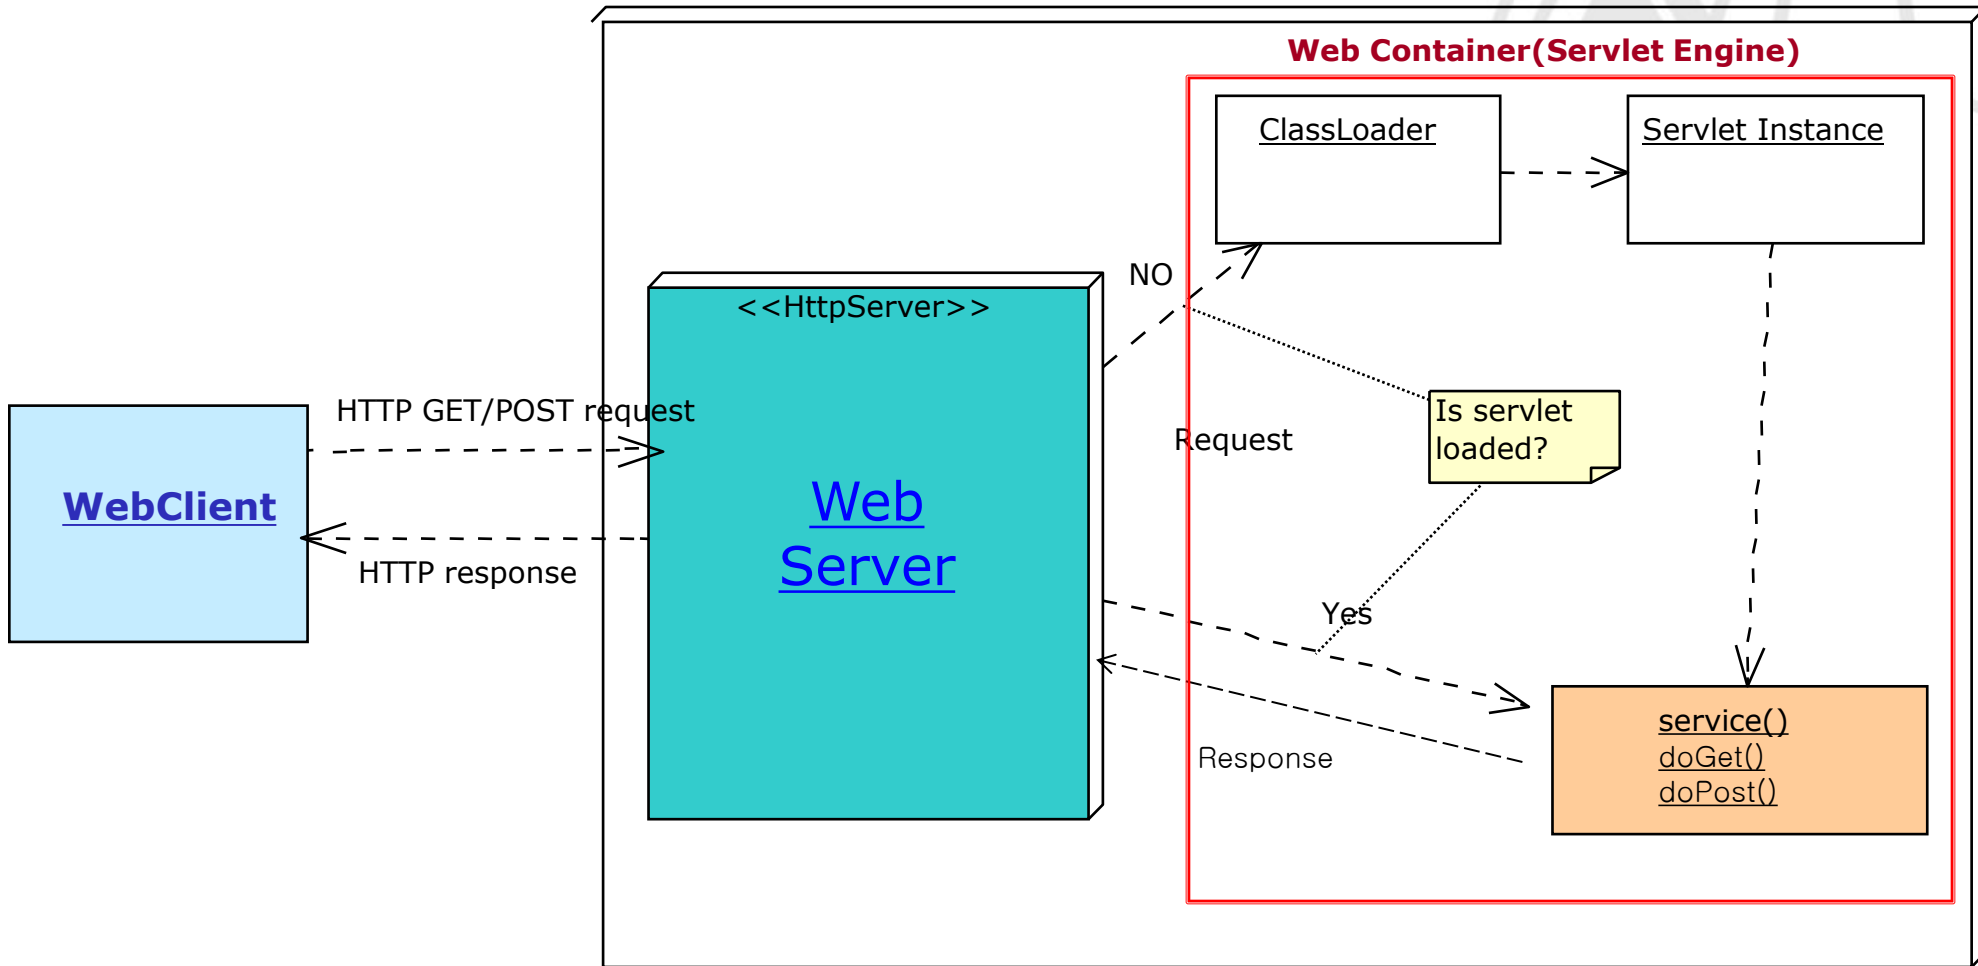 Web Container(Servlet Engine)
ClassLoader
Servlet Instance
NO
<<HttpServer>>
HTTP GET/POST request
Is servlet
loaded?
Request
WebClient
Web
Server
HTTP response
Yes
service()
doGet()
doPost()
Response